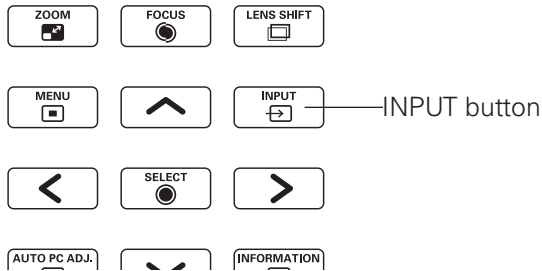 ZOOM FOCUS LENS SHIFT
MENU INPUT INPUT button
SELECT
AUTO PC ADJ. INFORMATION